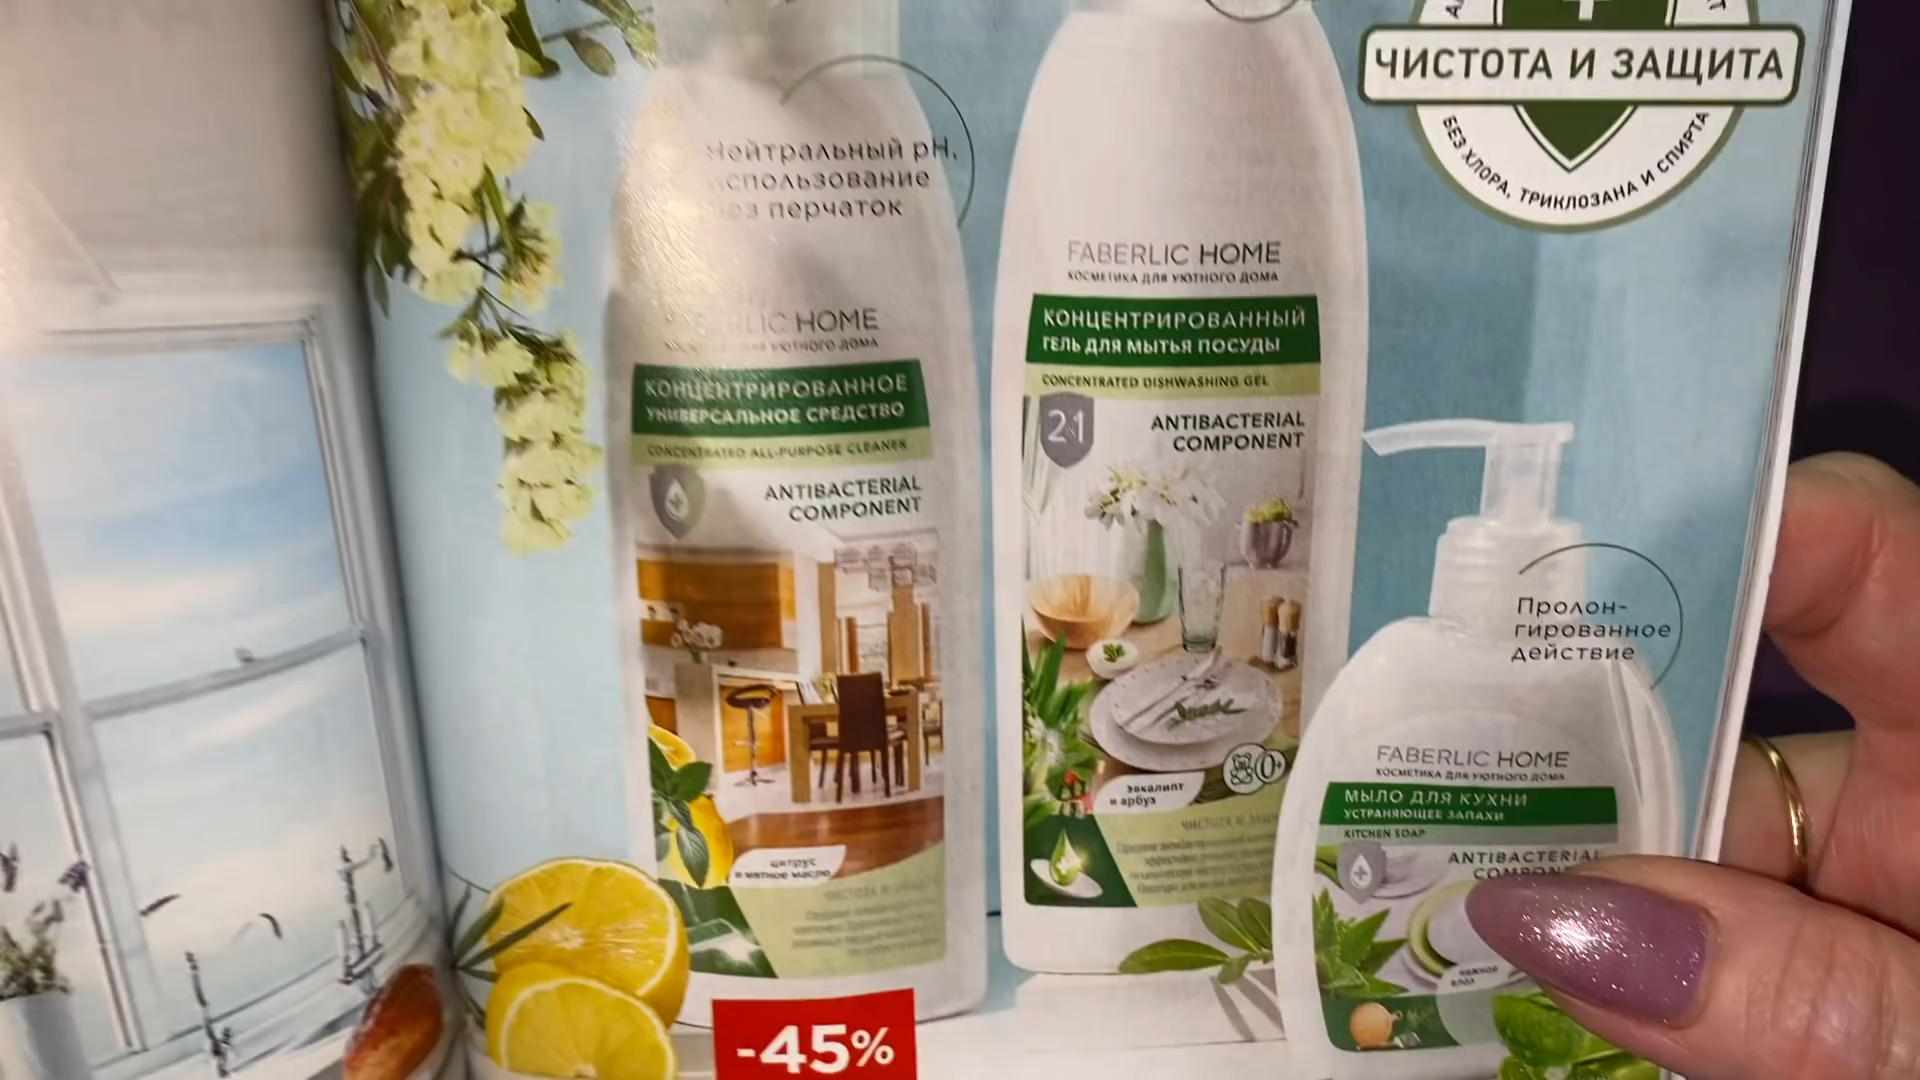 ЧИСТОТА И ЗАЩИТА
БЕЗ ХЛОРА, ТРИКЛОЗАНА И СПИРТА
Нейтральный pH,
использование
без перчаток
HOME
КОНЦЕНТРИРОВАННОЕ
УНИВЕРСАЛЬНОЕ СРЕДСТВО
CONCENTRATED ALL-PURPOSE CLEANER
ANTIBACTERIAL
COMPONENT
цитрус
и мятное масло
-45%
FABERLIC HOME
КОСМЕТИКА ДЛЯ УЮТНОГО ДОМА
КОНЦЕНТРИРОВАННЫЙ
ГЕЛЬ ДЛЯ МЫТЬЯ ПОСУДЫ
CONCENTRATED DISHWASHING GEL
2в1
ANTIBACTERIAL
COMPONENT
0+
эвкалипт
и арбуз
Пролон-
гированное
действие
FABERLIC HOME
КОСМЕТИКА ДЛЯ УЮТНОГО ДОМА
МЫЛО ДЛЯ КУХНИ
УСТРАНЯЮЩЕЕ ЗАПАХИ
KITCHEN SOAP
ANTIBACTERIAL